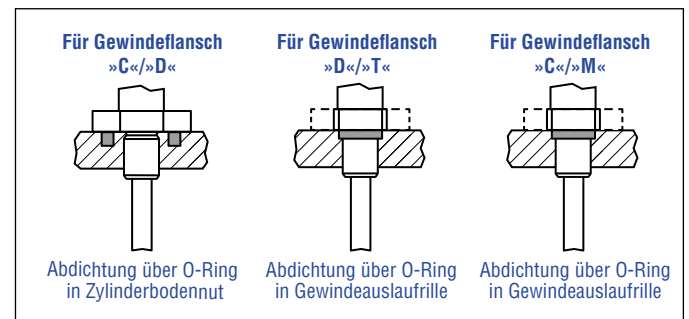 Für Gewindeflansch
»C«/»D«
Abdichtung über O-Ring
in Zylinderbodennut
Für Gewindeflansch
»D«/»T«
Abdichtung über O-Ring
in Gewindeauslaufrille
Für Gewindeflansch
»C«/»M«
Abdichtung über O-Ring
in Gewindeauslaufrille